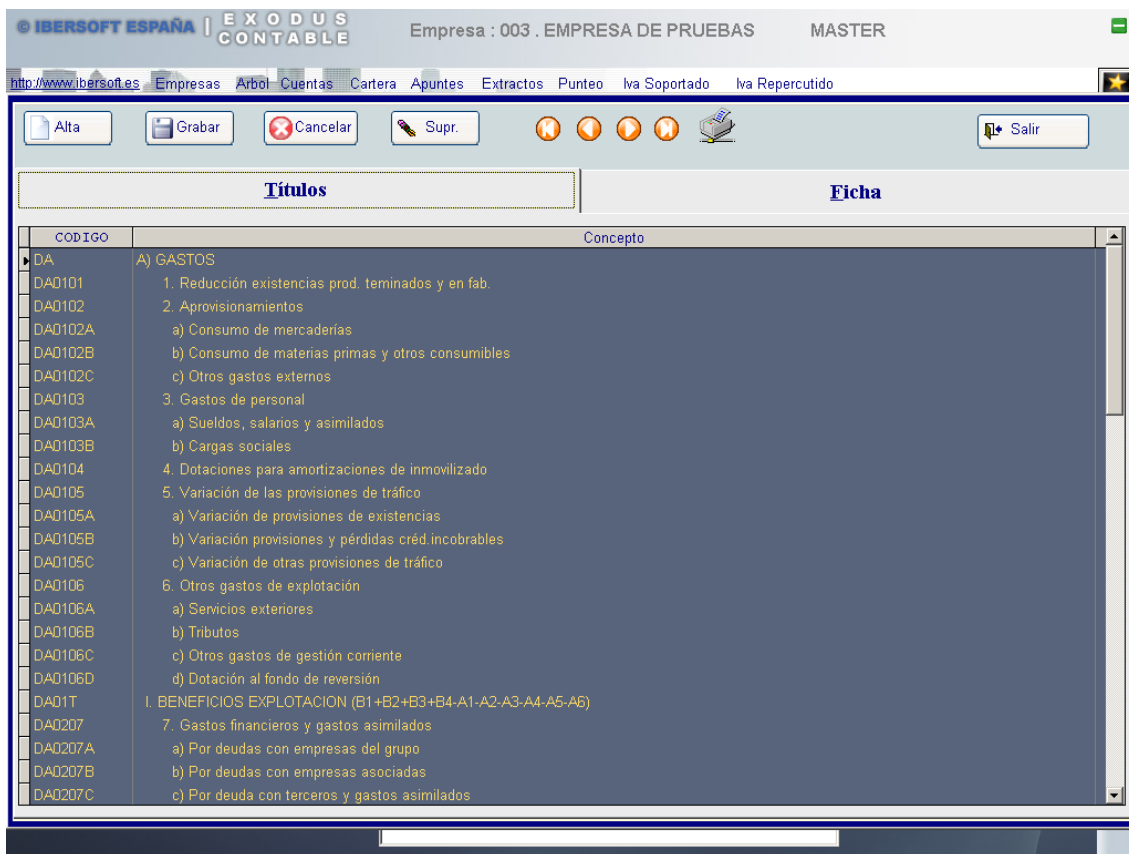 © IBERSOFT ESPAÑA | EXODUS CONTABLE Empresa : 003 . EMPRESA DE PRUEBAS MASTER
http://www.ibersoft.es Empresas Arbol Cuentas Cartera Apuntes Extractos Punteo Iva Soportado Iva Repercutido
Alta Grabar Cancelar Supr. Salir
Títulos Ficha
CODIGO Concepto
DA A) GASTOS
DA0101 1. Reducción existencias prod. teminados y en fab.
DA0102 2. Aprovisionamientos
DA0102A a) Consumo de mercaderías
DA0102B b) Consumo de materias primas y otros consumibles
DA0102C c) Otros gastos externos
DA0103 3. Gastos de personal
DA0103A a) Sueldos, salarios y asimilados
DA0103B b) Cargas sociales
DA0104 4. Dotaciones para amortizaciones de inmovilizado
DA0105 5. Variación de las provisiones de tráfico
DA0105A a) Variación de provisiones de existencias
DA0105B b) Variación provisiones y pérdidas créd.incobrables
DA0105C c) Variación de otras provisiones de tráfico
DA0106 6. Otros gastos de explotación
DA0106A a) Servicios exteriores
DA0106B b) Tributos
DA0106C c) Otros gastos de gestión corriente
DA0106D d) Dotación al fondo de reversión
DA01T I. BENEFICIOS EXPLOTACION (B1+B2+B3+B4-A1-A2-A3-A4-A5-A6)
DA0207 7. Gastos financieros y gastos asimilados
DA0207A a) Por deudas con empresas del grupo
DA0207B b) Por deudas con empresas asociadas
DA0207C c) Por deuda con terceros y gastos asimilados